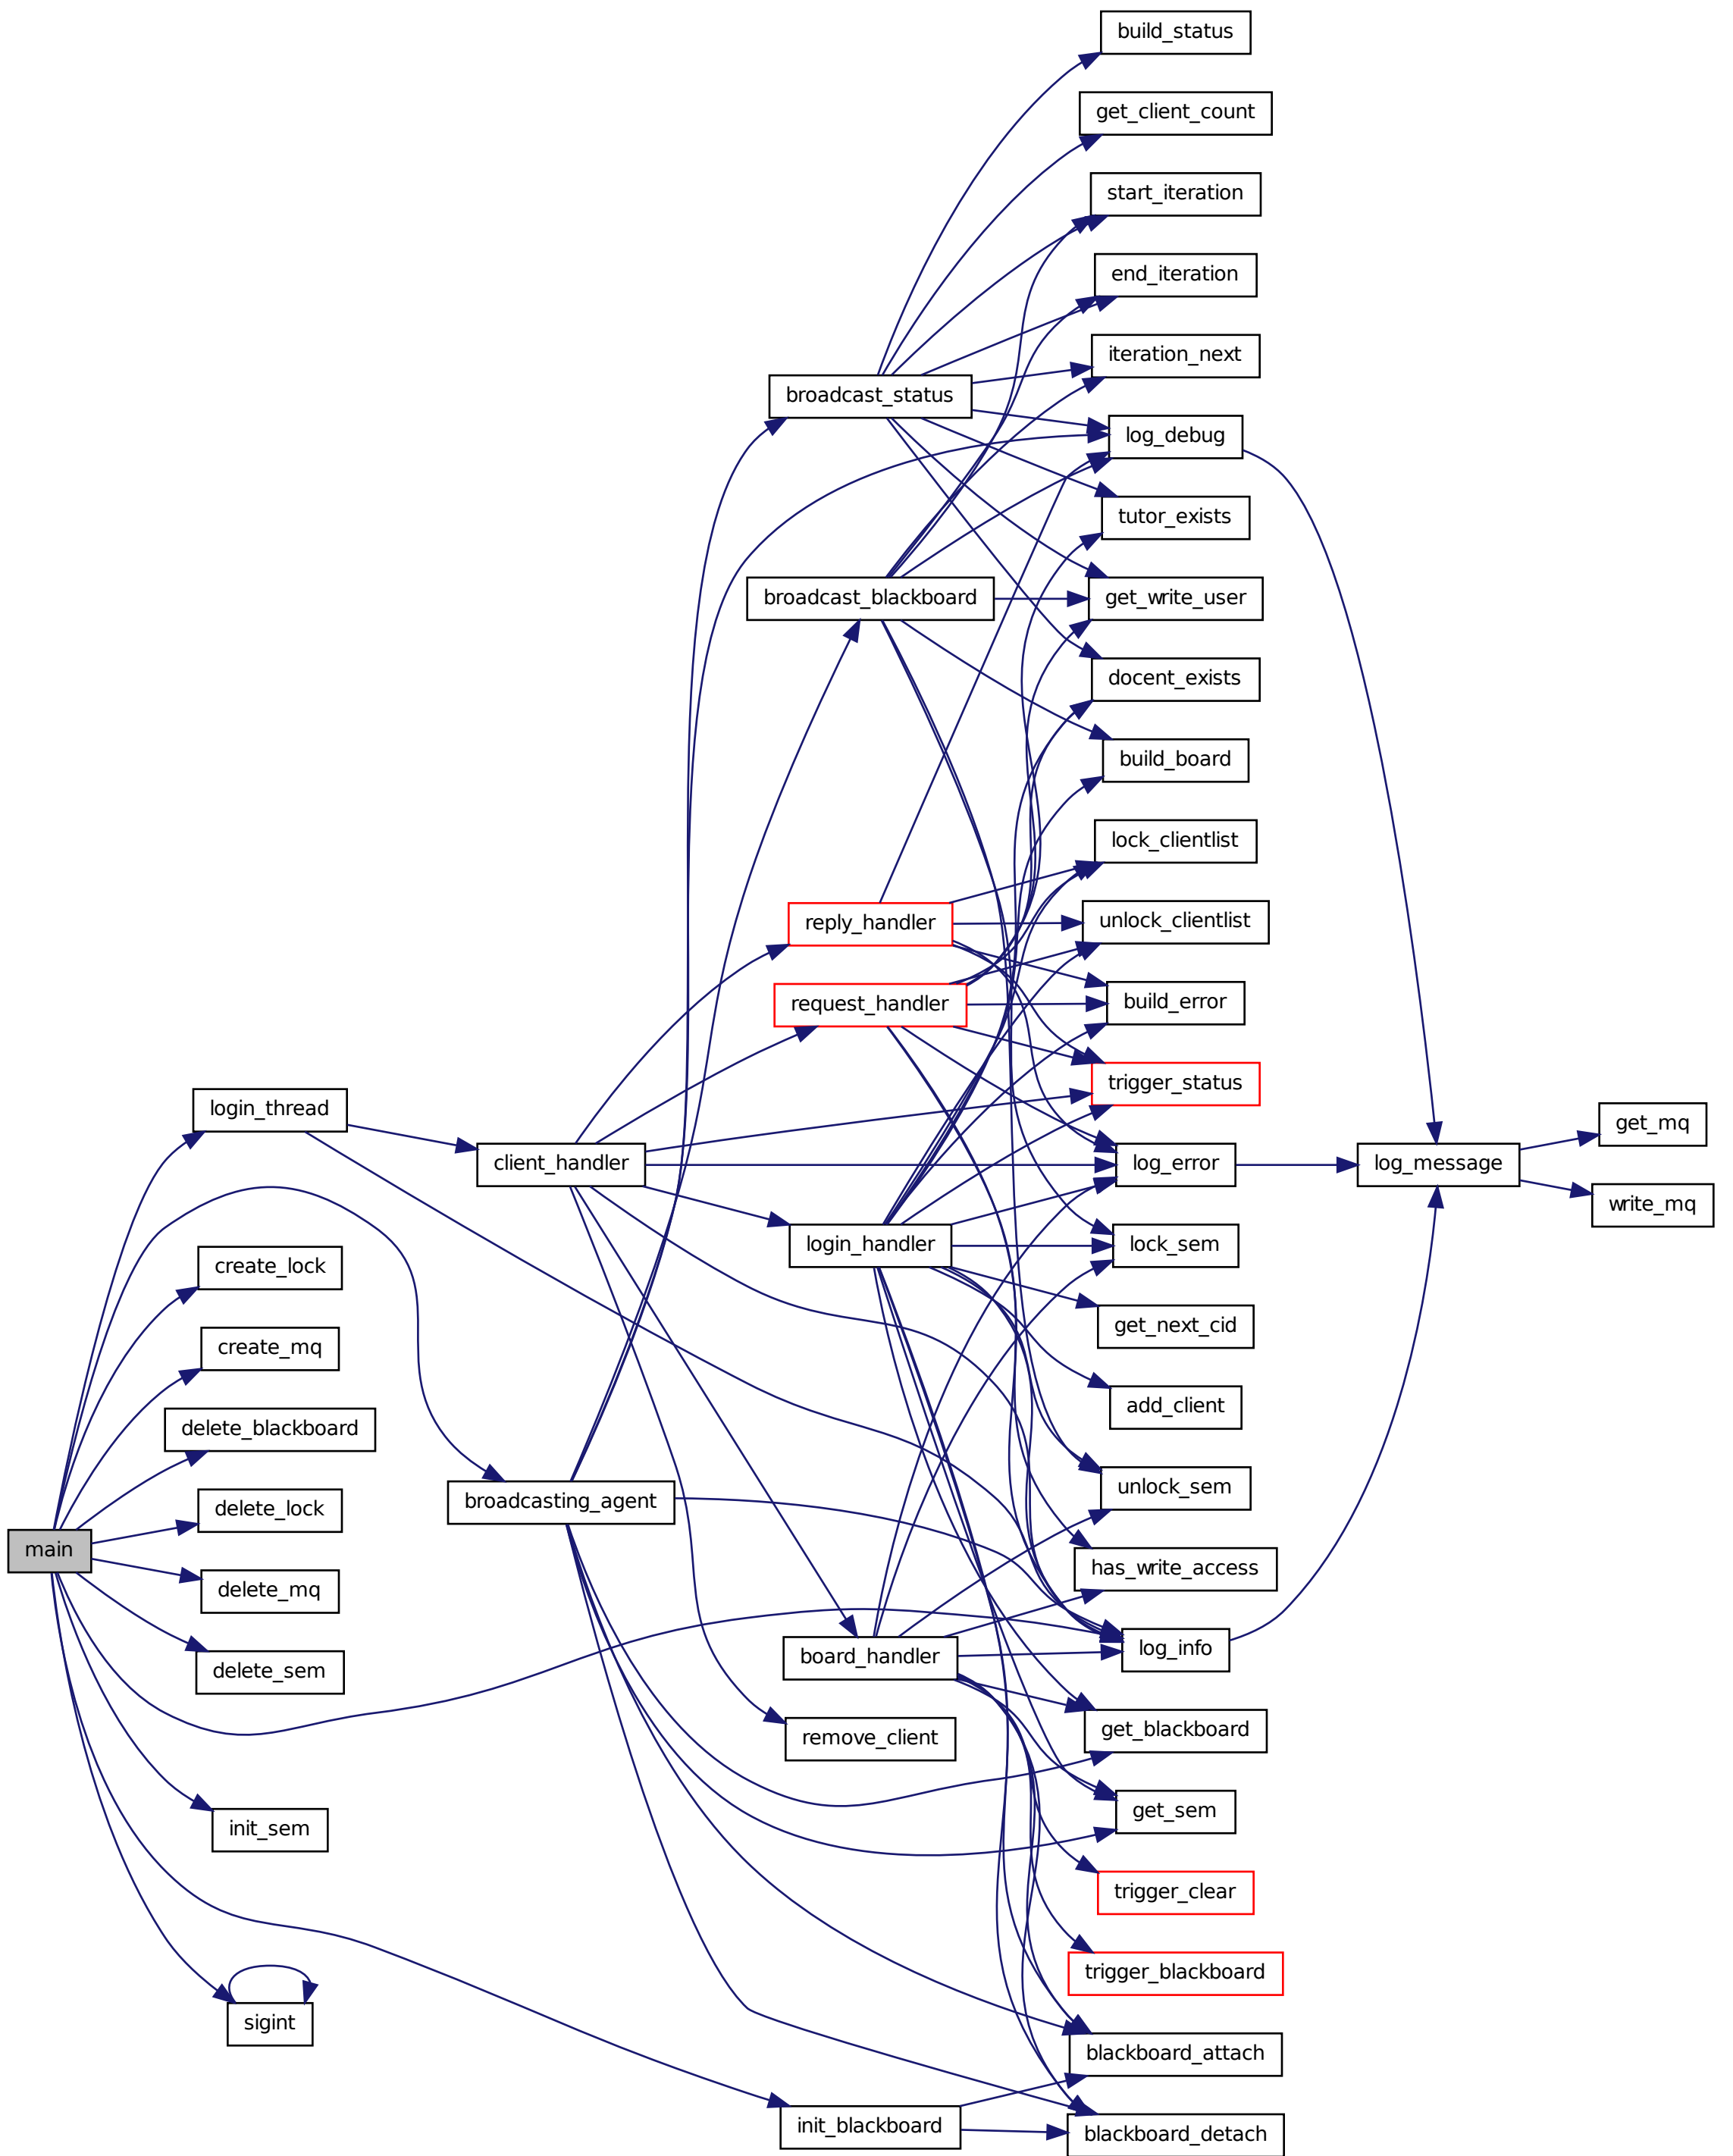 build_status
get_client_count
start_iteration
end_iteration
iteration_next
broadcast_status
log_debug
tutor_exists
broadcast_blackboard
get_write_user
docent_exists
build_board
lock_clientlist
reply_handler
unlock_clientlist
request_handler
build_error
trigger_status
login_thread
get_mq
client_handler
log_error
log_message
write_mq
login_handler
lock_sem
create_lock
get_next_cid
create_mq
add_client
delete_blackboard
unlock_sem
broadcasting_agent
delete_lock
main
has_write_access
delete_mq
log_info
board_handler
delete_sem
get_blackboard
remove_client
get_sem
init_sem
trigger_clear
trigger_blackboard
sigint
blackboard_attach
init_blackboard
blackboard_detach